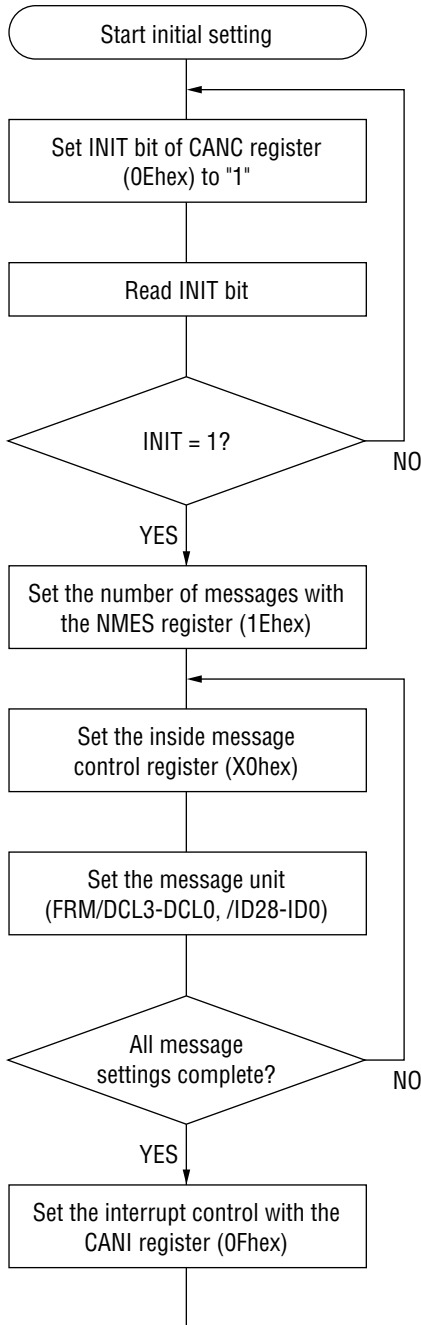 Start initial setting
Set INIT bit of CANC register
(0Ehex) to "1"
Read INIT bit
INIT = 1?
NO
YES
Set the number of messages with
the NMES register (1Ehex)
Set the inside message
control register (X0hex)
Set the message unit
(FRM/DCL3-DCL0, /ID28-ID0)
All message
settings complete?
NO
YES
Set the interrupt control with the
CANI register (0Fhex)